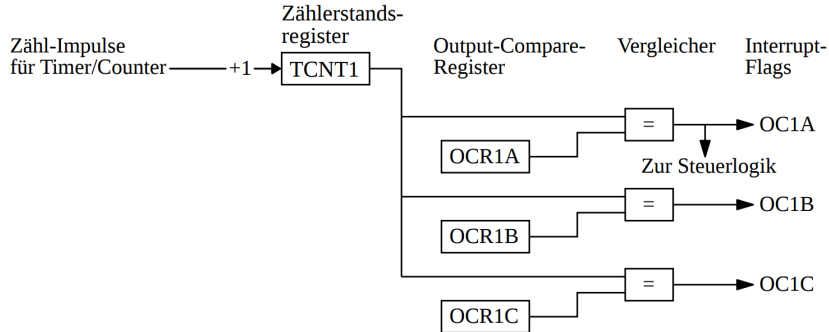 Zählerstands-
register
Zähl-Impulse
für Timer/Counter
+1
TCNT1
Output-Compare-
Register
Vergleicher
Interrupt-
Flags
=
OC1A
OCR1A
Zur Steuerlogik
=
OC1B
OCR1B
=
OC1C
OCR1C